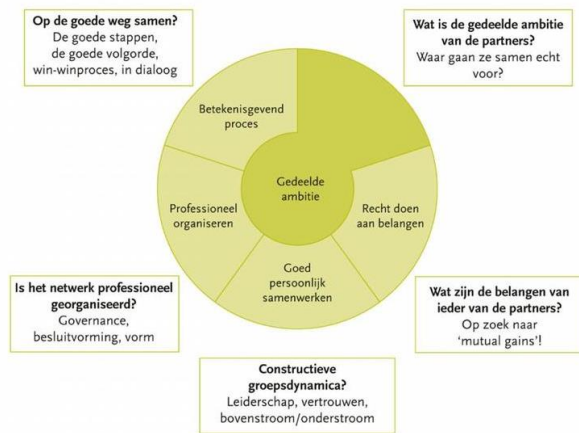 Op de goede weg samen?
De goede stappen,
de goede volgorde,
win-winproces, in dialoog
Wat is de gedeelde ambitie
van de partners?
Waar gaan ze samen echt
voor?
Betekenisgevend
proces
Gedeelde
ambitie
Professioneel
organiseren
Recht doen
aan belangen
Goed
persoonlijk
samenwerken
Is het netwerk professioneel
georganiseerd?
Governance,
besluitvorming, vorm
Wat zijn de belangen van
ieder van de partners?
Op zoek naar
‘mutual gains’!
Constructieve
groepsdynamica?
Leiderschap, vertrouwen,
bovenstroom/onderstroom